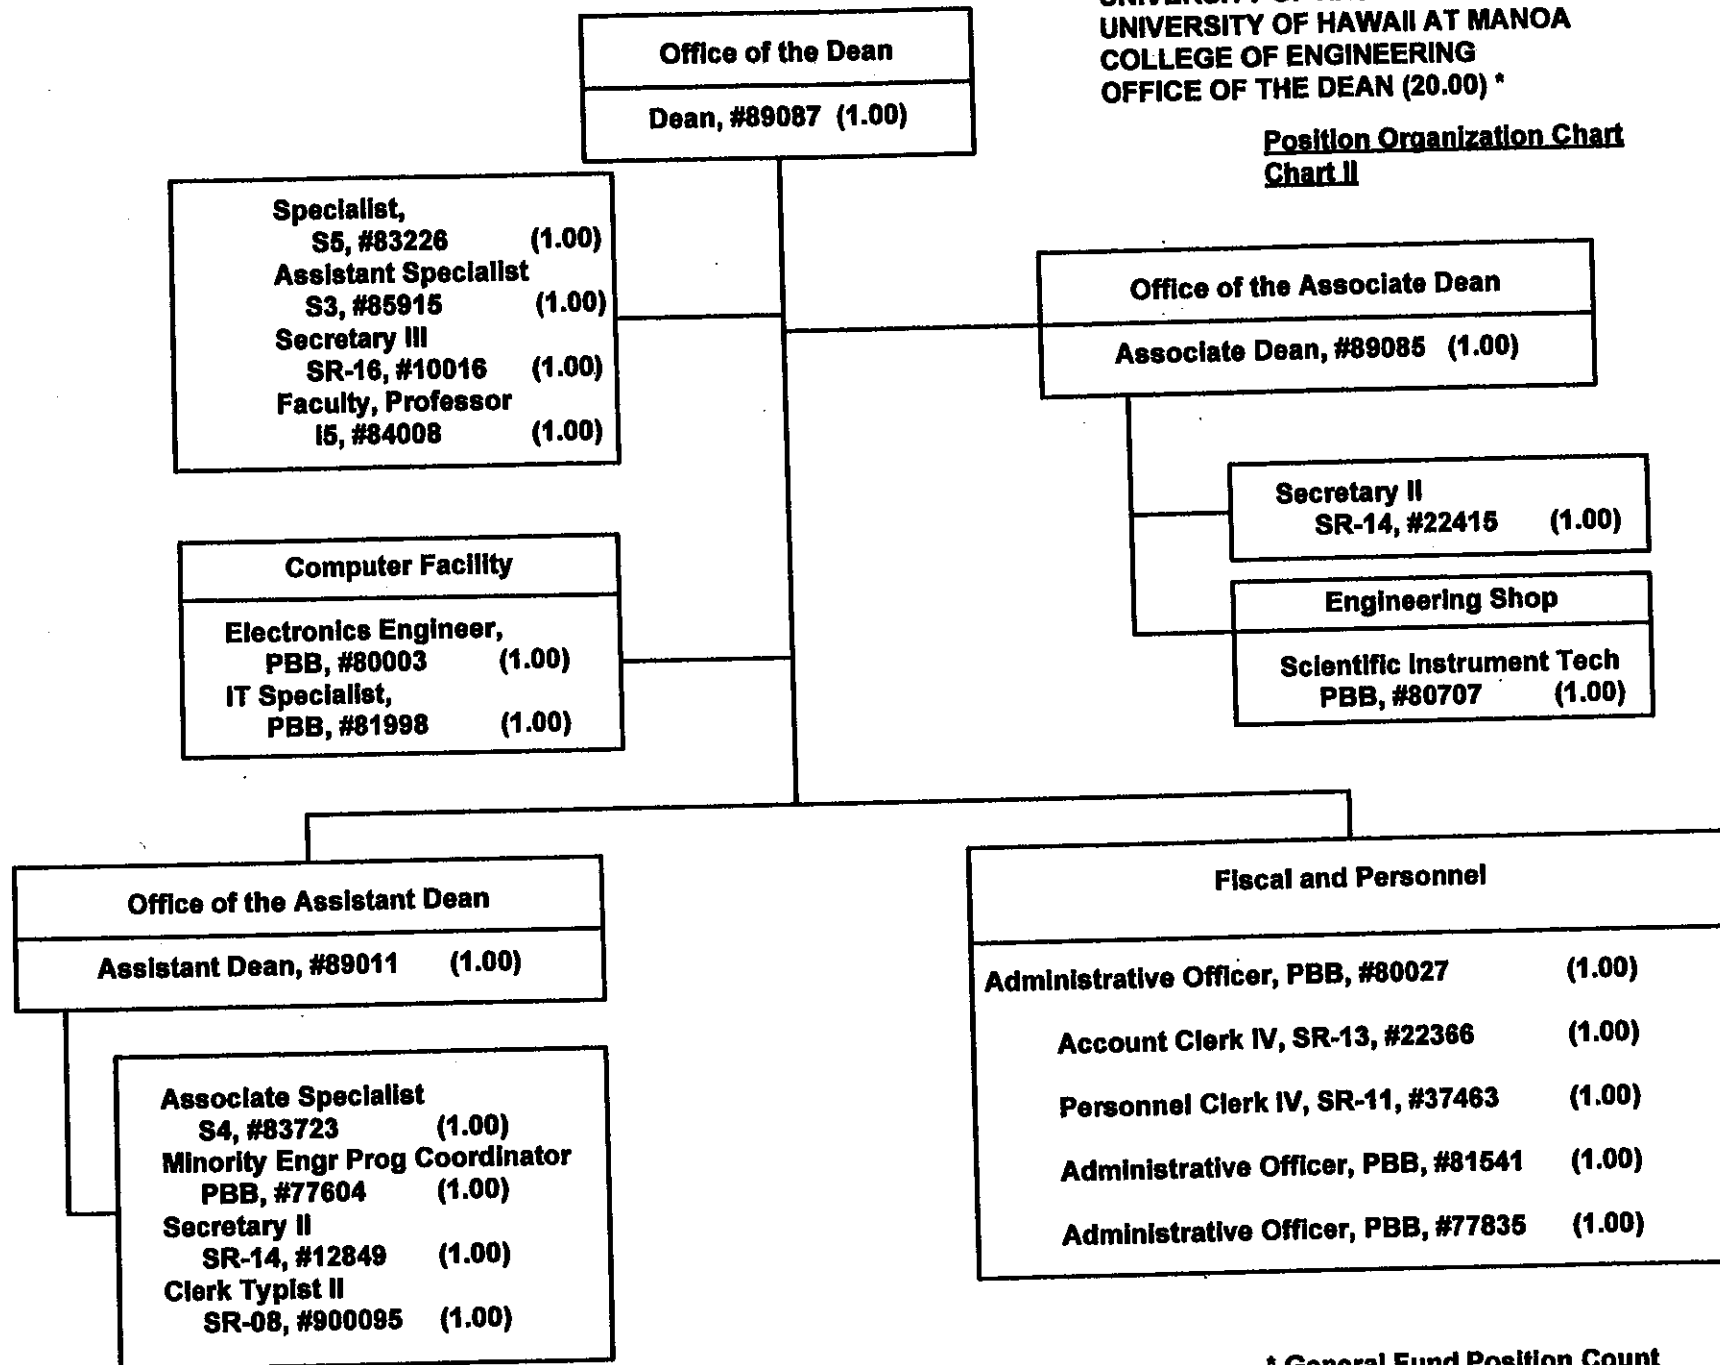 UNIVERSITY OF HAWAII AT MANOA
COLLEGE OF ENGINEERING
OFFICE OF THE DEAN (20.00) *
Position Organization Chart
Chart II
Office of the Dean
Dean, #89087 (1.00)
Specialist,
S5, #83226 (1.00)
Assistant Specialist
S3, #85915 (1.00)
Secretary III
SR-16, #10016 (1.00)
Faculty, Professor
I5, #84008 (1.00)
Office of the Associate Dean
Associate Dean, #89085 (1.00)
Secretary II
SR-14, #22415 (1.00)
Engineering Shop
Scientific Instrument Tech
PBB, #80707 (1.00)
Computer Facility
Electronics Engineer,
PBB, #80003 (1.00)
IT Specialist,
PBB, #81998 (1.00)
Office of the Assistant Dean
Assistant Dean, #89011 (1.00)
Associate Specialist
S4, #83723 (1.00)
Minority Engr Prog Coordinator
PBB, #77604 (1.00)
Secretary II
SR-14, #12849 (1.00)
Clerk Typist II
SR-08, #900095 (1.00)
Fiscal and Personnel
Administrative Officer, PBB, #80027 (1.00)
Account Clerk IV, SR-13, #22366 (1.00)
Personnel Clerk IV, SR-11, #37463 (1.00)
Administrative Officer, PBB, #81541 (1.00)
Administrative Officer, PBB, #77835 (1.00)
* General Fund Position Count